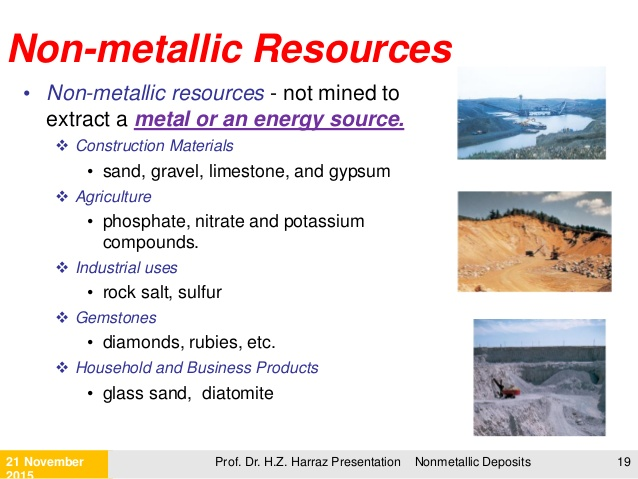 Non-metallic Resources
• Non-metallic resources - not mined to
extract a metal or an energy source.
❖ Construction Materials
• sand, gravel, limestone, and gypsum
❖ Agriculture
• phosphate, nitrate and potassium
compounds.
❖ Industrial uses
• rock salt, sulfur
❖ Gemstones
• diamonds, rubies, etc.
❖ Household and Business Products
• glass sand, diatomite
21 November
2015
Prof. Dr. H.Z. Harraz Presentation Nonmetallic Deposits
19